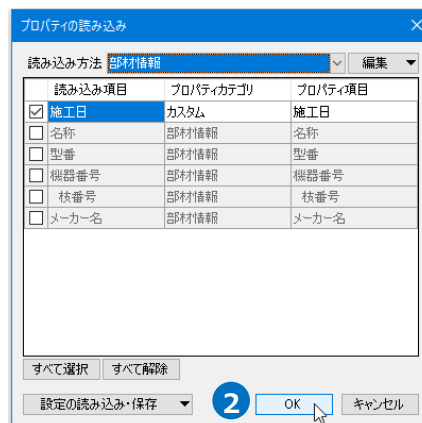 プロパティの読み込み
読み込み方法 部材情報 編集
読み込み項目 プロパティカテゴリ プロパティ項目
施工日 カスタム 施工日
名称 部材情報 名称
型番 部材情報 型番
機器番号 部材情報 機器番号
枝番号 部材情報 枝番号
メーカー名 部材情報 メーカー名
すべて選択 すべて解除
設定の読み込み・保存 2 OK キャンセル